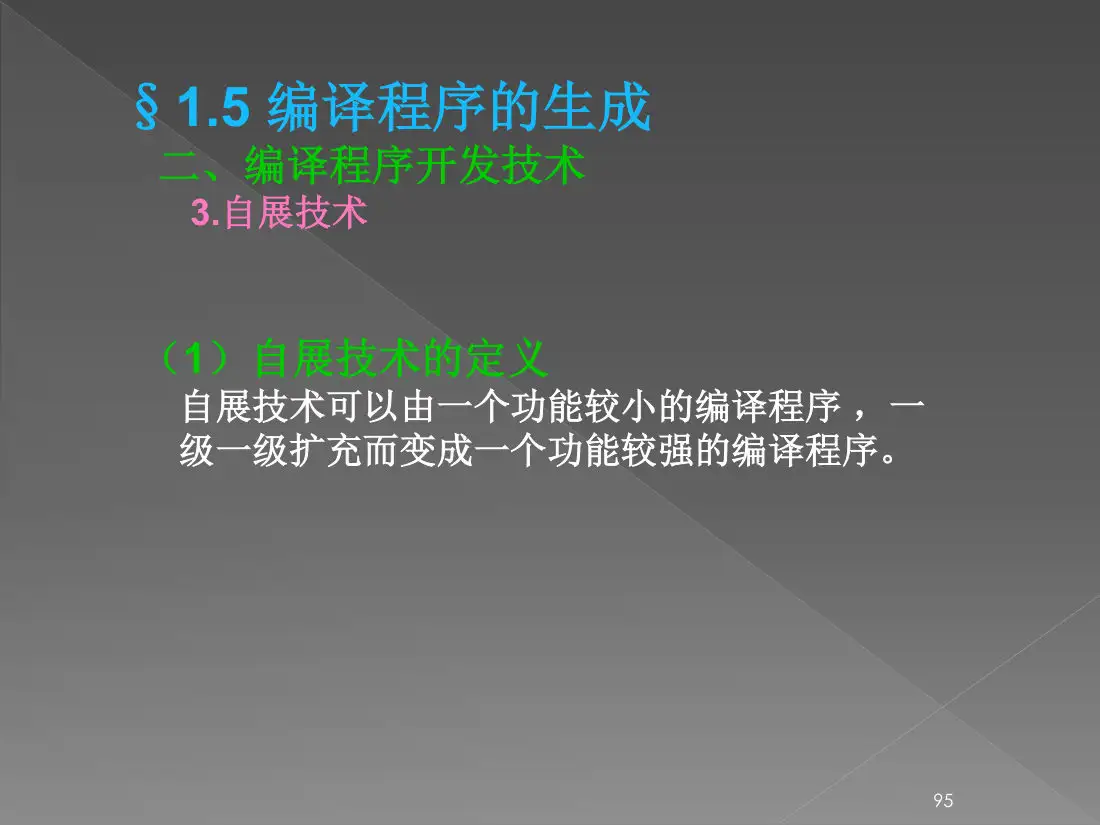 §1.5 编译程序的生成
二、编译程序开发技术
3.自展技术
（1）自展技术的定义
自展技术可以由一个功能较小的编译程序 ，一
级一级扩充而变成一个功能较强的编译程序。
95